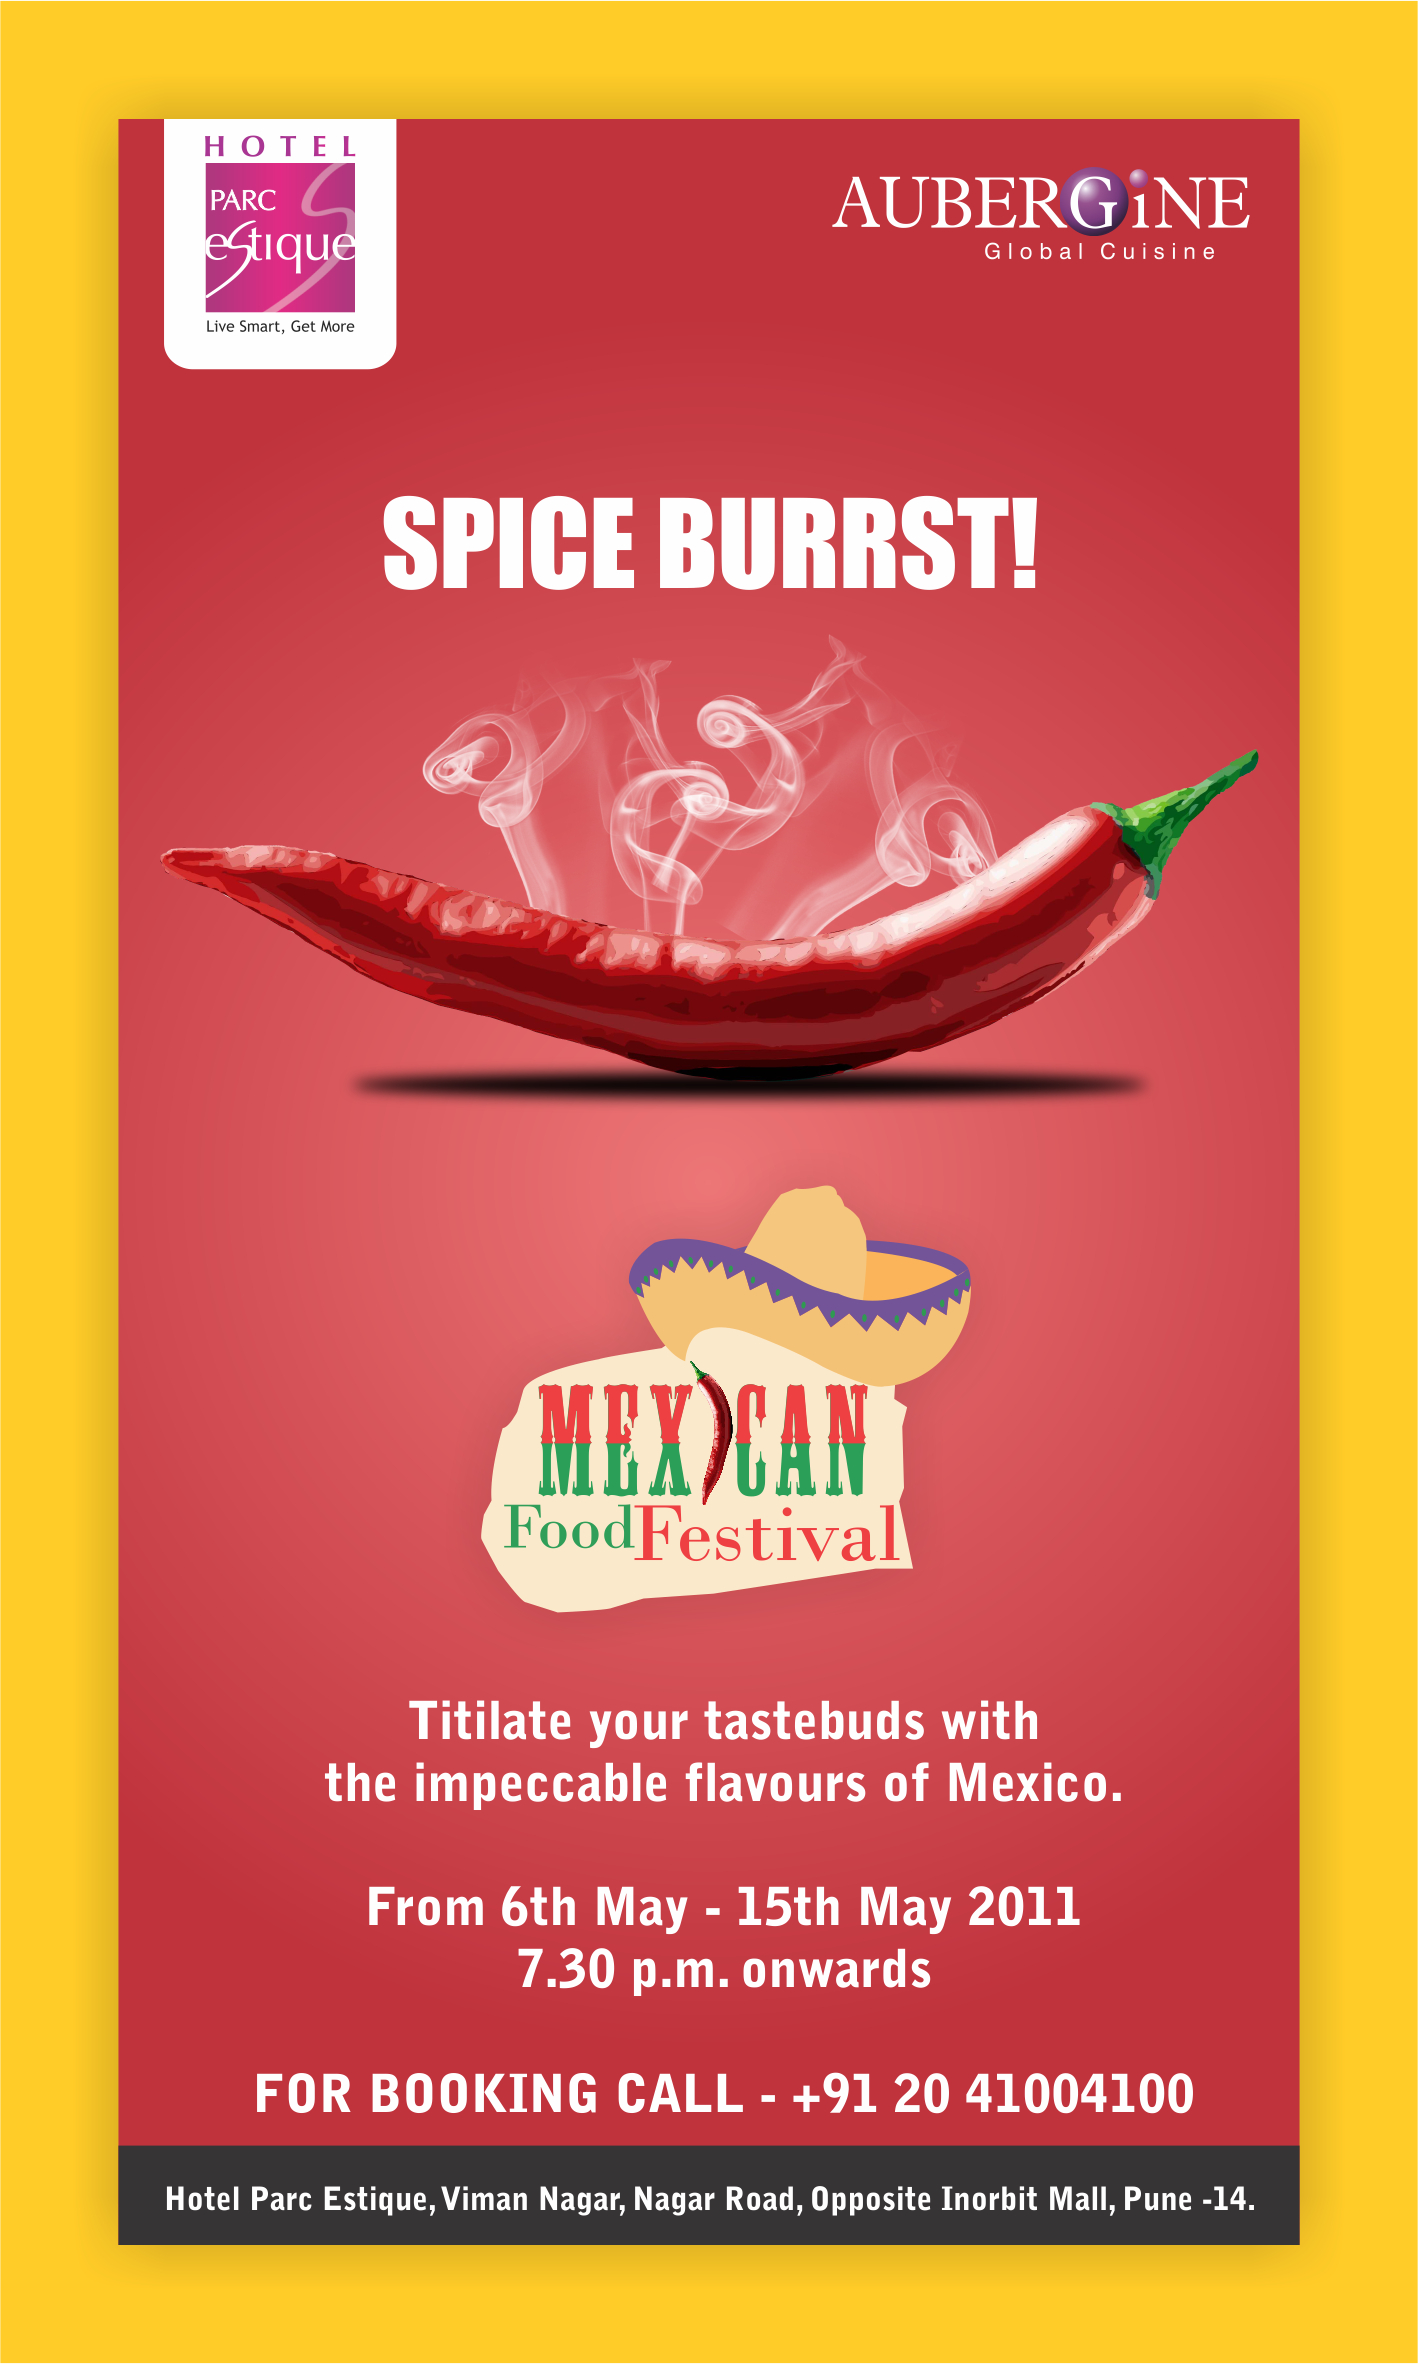 HOTEL
PARC
estique
Live Smart, Get More
AUBERGiNE
Global Cuisine
SPICE BURRST!
MEXICAN
Food Festival
Titilate your tastebuds with
the impeccable flavours of Mexico.
From 6th May - 15th May 2011
7.30 p.m. onwards
FOR BOOKING CALL - +91 20 41004100
Hotel Parc Estique, Viman Nagar, Nagar Road, Opposite Inorbit Mall, Pune -14.